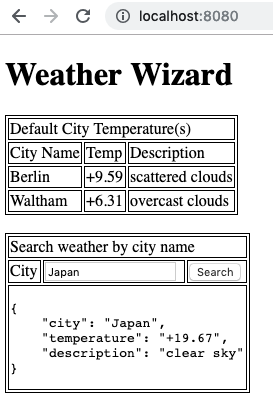 localhost:8080
Weather Wizard
Default City Temperature(s)
City Name Temp Description
Berlin +9.59 scattered clouds
Waltham +6.31 overcast clouds
Search weather by city name
City Japan Search
{
"city": "Japan",
"temperature": "+19.67",
"description": "clear sky"
}